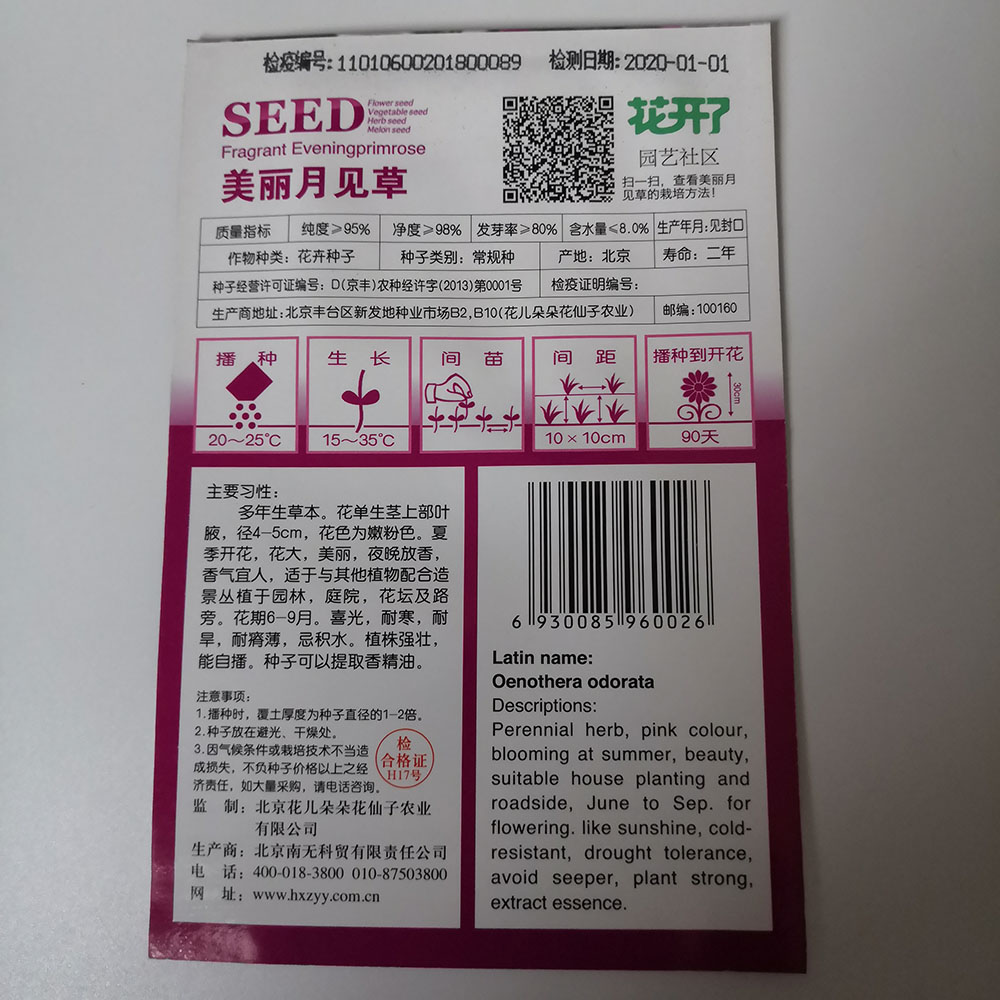 检疫编号:11010600201800089 检测日期:2020-01-01
SEED
Flower seed
Vegetable seed
Herb seed
Melon seed
Fragrant Eveningprimrose
美丽月见草
花开了
园艺社区
扫一扫，查看美丽月
见草的栽培方法！
质量指标 纯度≥95% 净度≥98% 发芽率≥80% 含水量≤8.0% 生产年月:见封口
作物种类：花卉种子 种子类别：常规种 产地：北京 寿命：二年
种子经营许可证编号：D(京丰)农种经许字(2013)第0001号 检疫证明编号：
生产商地址:北京丰台区新发地种业市场B2,B10(花儿朵朵花仙子农业) 邮编:100160
播种 生长 间苗 间距 播种到开花
30cm
20～25℃ 15～35℃ 10×10cm 90天
主要习性：
多年生草本。花单生茎上部叶
腋，径4-5cm，花色为嫩粉色。夏
季开花，花大，美丽，夜晚放香，
香气宜人，适于与其他植物配合造
景丛植于园林，庭院，花坛及路
旁。花期6-9月。喜光，耐寒，耐
旱，耐瘠薄，忌积水。植株强壮，
能自播。种子可以提取香精油。
注意事项：
1.播种时，覆土厚度为种子直径的1-2倍。
2.种子放在避光、干燥处。
3.因气候条件或栽培技术不当造
成损失，不负种子价格以上之经
济责任，如大量采购，请电话咨询。
检
合格证
H17号
监 制：北京花儿朵朵花仙子农业
有限公司
生产商：北京南无科贸有限责任公司
电 话：400-018-3800 010-87503800
网 址：www.hxzyy.com.cn
6 930085 960026
Latin name:
Oenothera odorata
Descriptions:
Perennial herb, pink colour,
blooming at summer, beauty,
suitable house planting and
roadside, June to Sep. for
flowering. like sunshine, cold-
resistant, drought tolerance,
avoid seeper, plant strong,
extract essence.